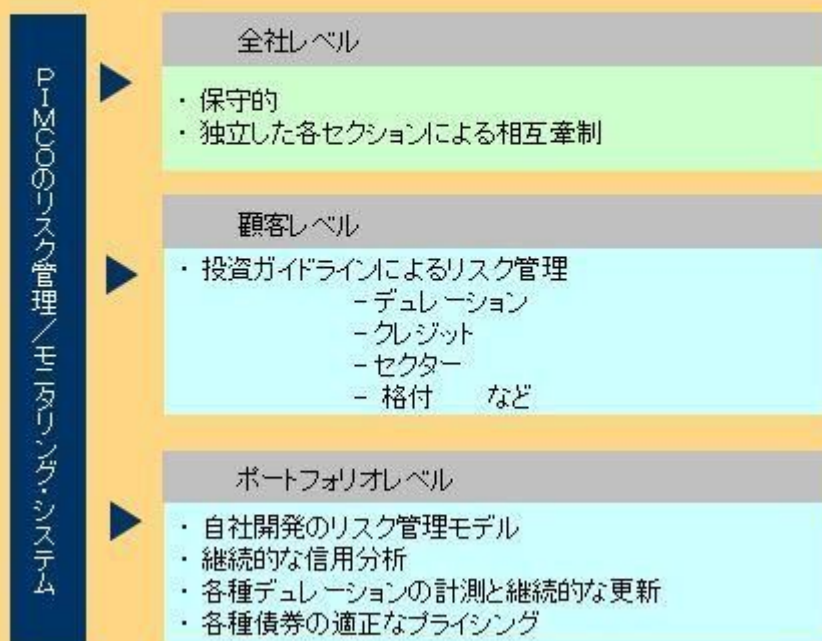 PIMCOのリスク管理／モニタリング・システム
全社レベル
・保守的
・独立した各セクションによる相互牽制
顧客レベル
・投資ガイドラインによるリスク管理
－デュレーション
－クレジット
－セクター
－格付　など
ポートフォリオレベル
・自社開発のリスク管理モデル
・継続的な信用分析
・各種デュレーションの計測と継続的な更新
・各種債券の適正なプライシング